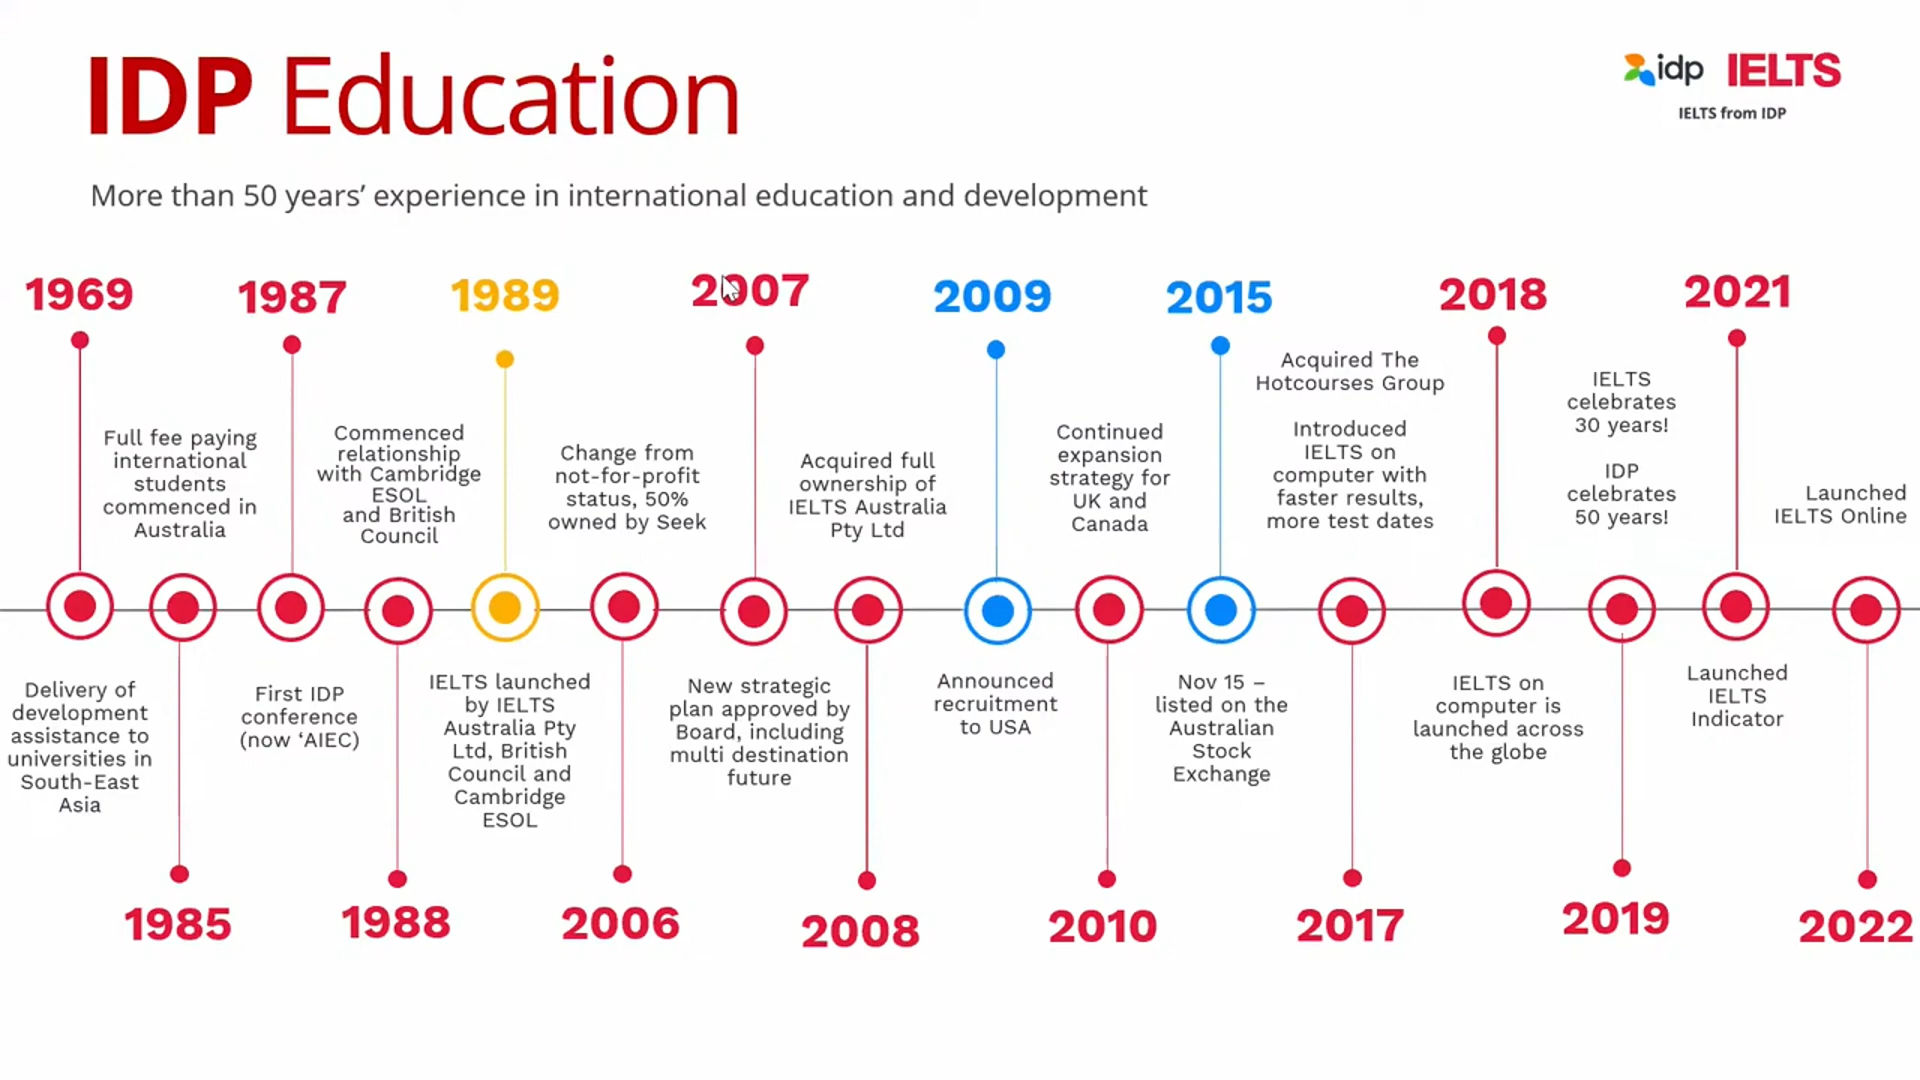 IDP Education
idp IELTS
IELTS from IDP
More than 50 years’ experience in international education and development
1969
Delivery of
development
assistance to
universities in
South-East
Asia
Full fee paying
international
students
commenced in
Australia
1985
1987
First IDP
conference
(now ‘AIEC)
Commenced
relationship
with Cambridge
ESOL
and British
Council
1988
1989
IELTS launched
by IELTS
Australia Pty
Ltd, British
Council and
Cambridge
ESOL
Change from
not-for-profit
status, 50%
owned by Seek
2006
2007
New strategic
plan approved by
Board, including
multi destination
future
Acquired full
ownership of
IELTS Australia
Pty Ltd
2008
2009
Announced
recruitment
to USA
Continued
expansion
strategy for
UK and
Canada
2010
2015
Nov 15 –
listed on the
Australian
Stock
Exchange
Acquired The
Hotcourses Group
Introduced
IELTS on
computer with
faster results,
more test dates
2017
2018
IELTS on
computer is
launched across
the globe
IELTS
celebrates
30 years!
IDP
celebrates
50 years!
2019
2021
Launched
IELTS
Indicator
Launched
IELTS Online
2022